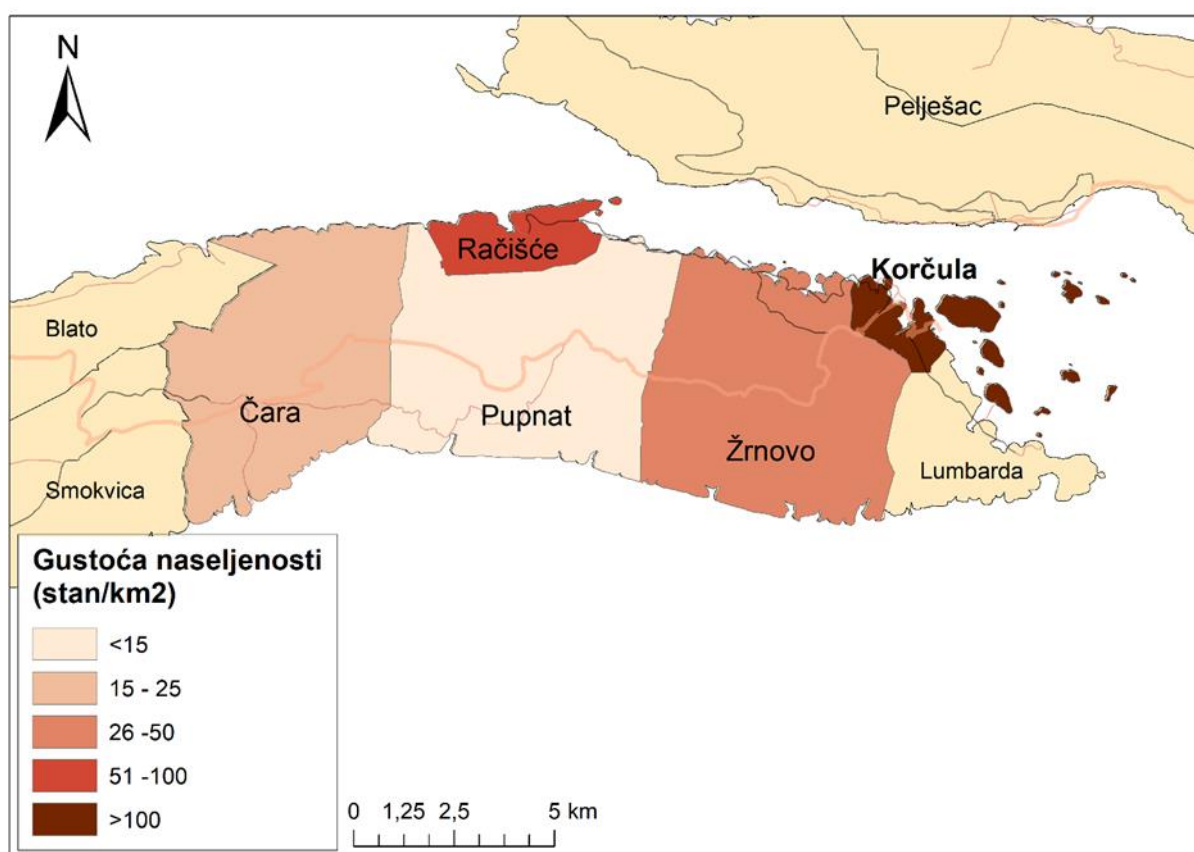 N
Pelješac
Račišće
Korčula
Blato
Čara
Pupnat
Žrnovo
Smokvica
Lumbarda
Gustoća naseljenosti
(stan/km2)
<15
15 - 25
26 -50
51 -100
>100
0 1,25 2,5 5 km